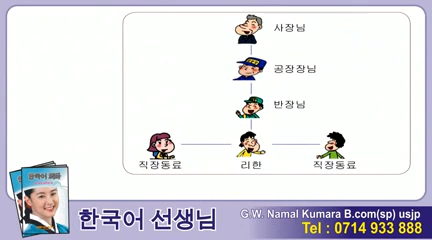 사장님
공장장님
반장님
직장동료 리한 직장동료
한국어 선생님
G W. Namal Kumara B.com(sp) usjp
Tel : 0714 933 888